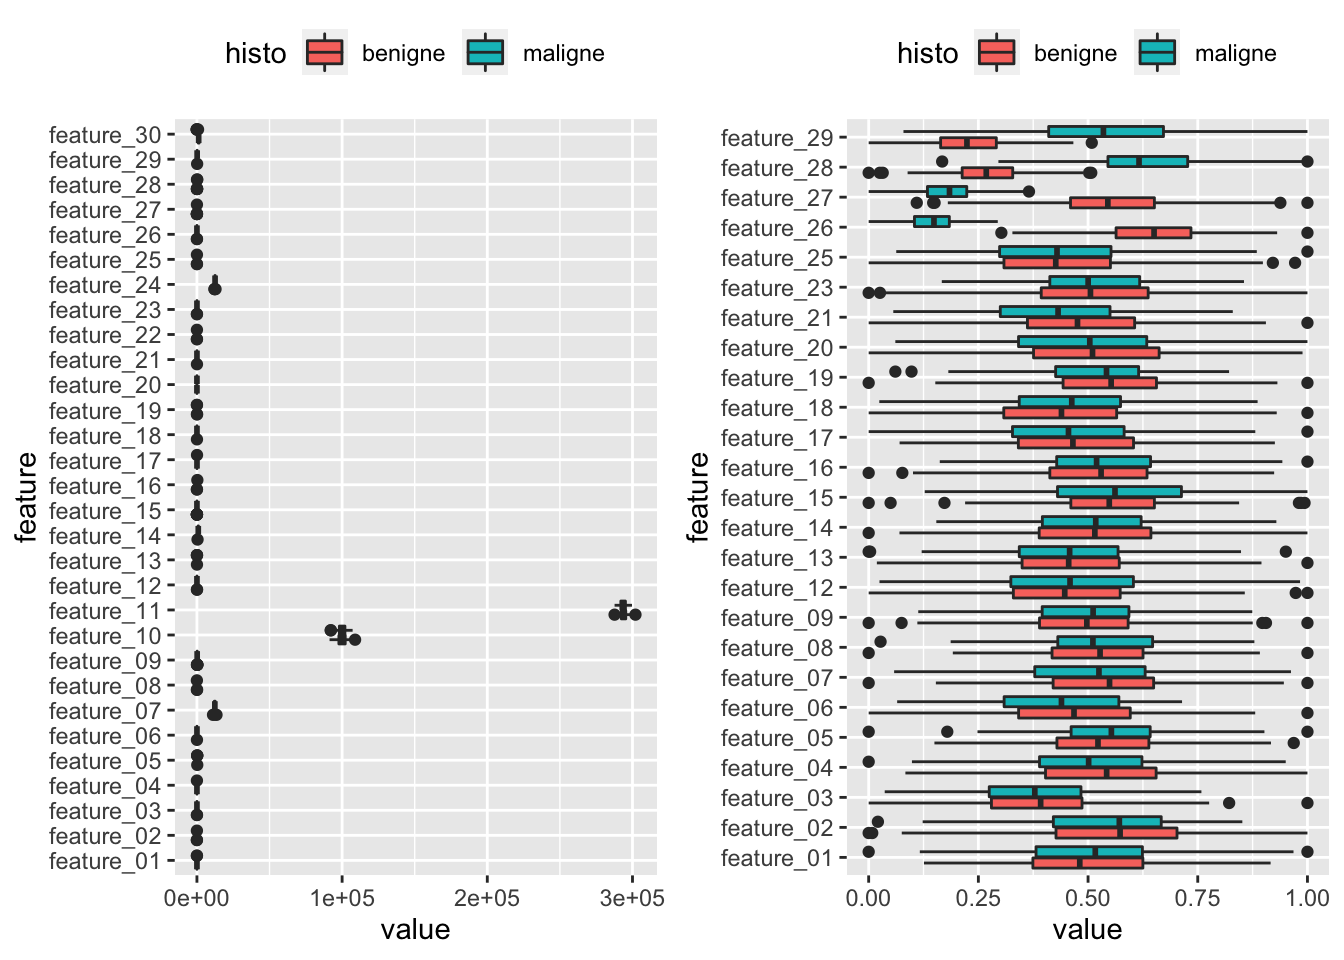 histo benigne maligne
feature_30
feature_29
feature_28
feature_27
feature_26
feature_25
feature_24
feature_23
feature_22
feature_21
feature_20
feature_19
feature_18
feature_17
feature_16
feature_15
feature_14
feature_13
feature_12
feature_11
feature_10
feature_09
feature_08
feature_07
feature_06
feature_05
feature_04
feature_03
feature_02
feature_01
feature
0e+00 1e+05 2e+05 3e+05
value
histo benigne maligne
feature_29
feature_28
feature_27
feature_26
feature_25
feature_23
feature_21
feature_20
feature_19
feature_18
feature_17
feature_16
feature_15
feature_14
feature_13
feature_12
feature_09
feature_08
feature_07
feature_06
feature_05
feature_04
feature_03
feature_02
feature_01
feature
0.00 0.25 0.50 0.75 1.00
value